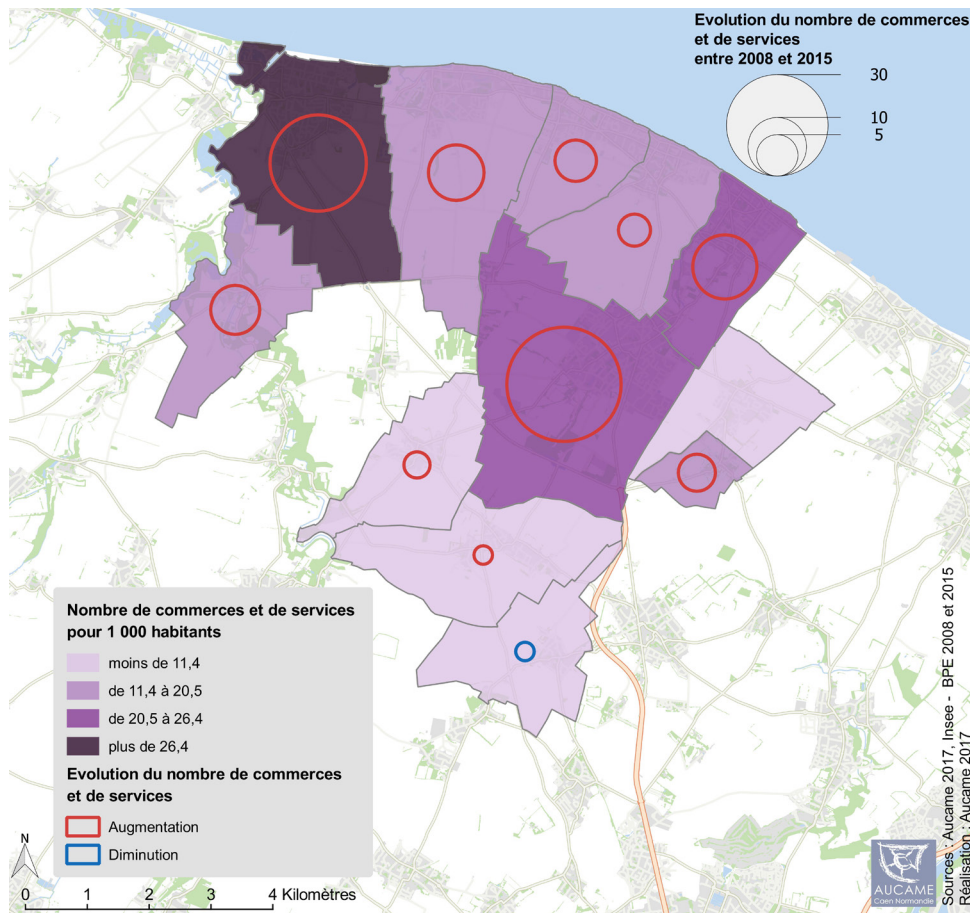 Evolution du nombre de commerces
et de services
entre 2008 et 2015
30
10
5
Nombre de commerces et de services
pour 1 000 habitants
moins de 11,4
de 11,4 à 20,5
de 20,5 à 26,4
plus de 26,4
Evolution du nombre de commerces
et de services
Augmentation
Diminution
N
0 1 2 3 4 Kilomètres
Sources : Aucame 2017, Insee - BPE 2008 et 2015
Réalisation : Aucame 2017
AUCAME
Caen Normandie